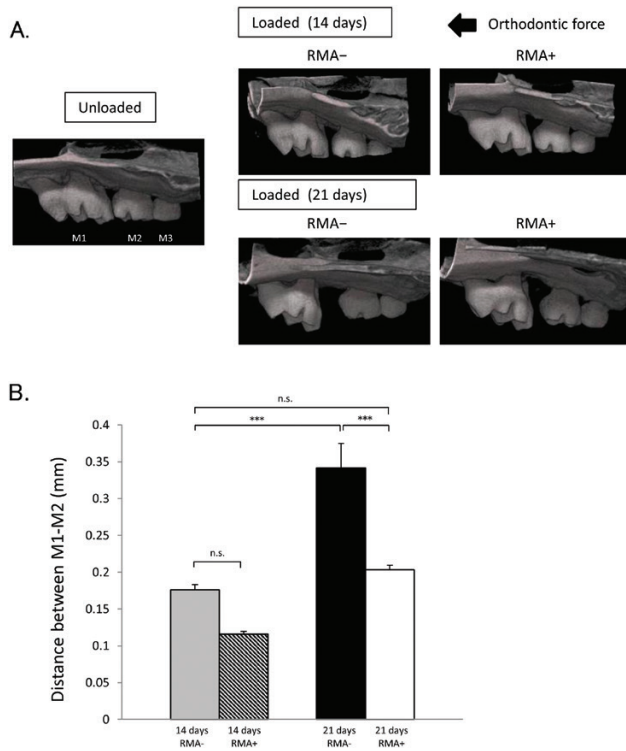 A.
Loaded (14 days)
Orthodontic force
RMA− RMA+
Unloaded
M1 M2 M3
Loaded (21 days)
RMA− RMA+
B.
n.s.
*** ***
n.s.
Distance between M1-M2 (mm)
0.4
0.35
0.3
0.25
0.2
0.15
0.1
0.05
0
14 days 14 days 21 days 21 days
RMA- RMA+ RMA- RMA+